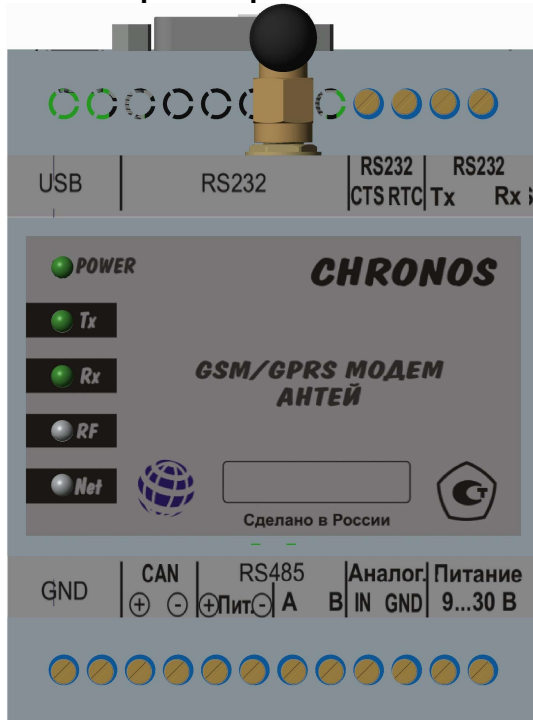 USB
RS232
RS232
CTS RTC
RS232
Tx Rx
POWER
CHRONOS
Tx
Rx
GSM/GPRS МОДЕМ
АНТЕЙ
RF
Net
Сделано в России
GND
CAN
+ -
RS485
+Пит.- A B
Аналог.
IN GND
Питание
9...30 В